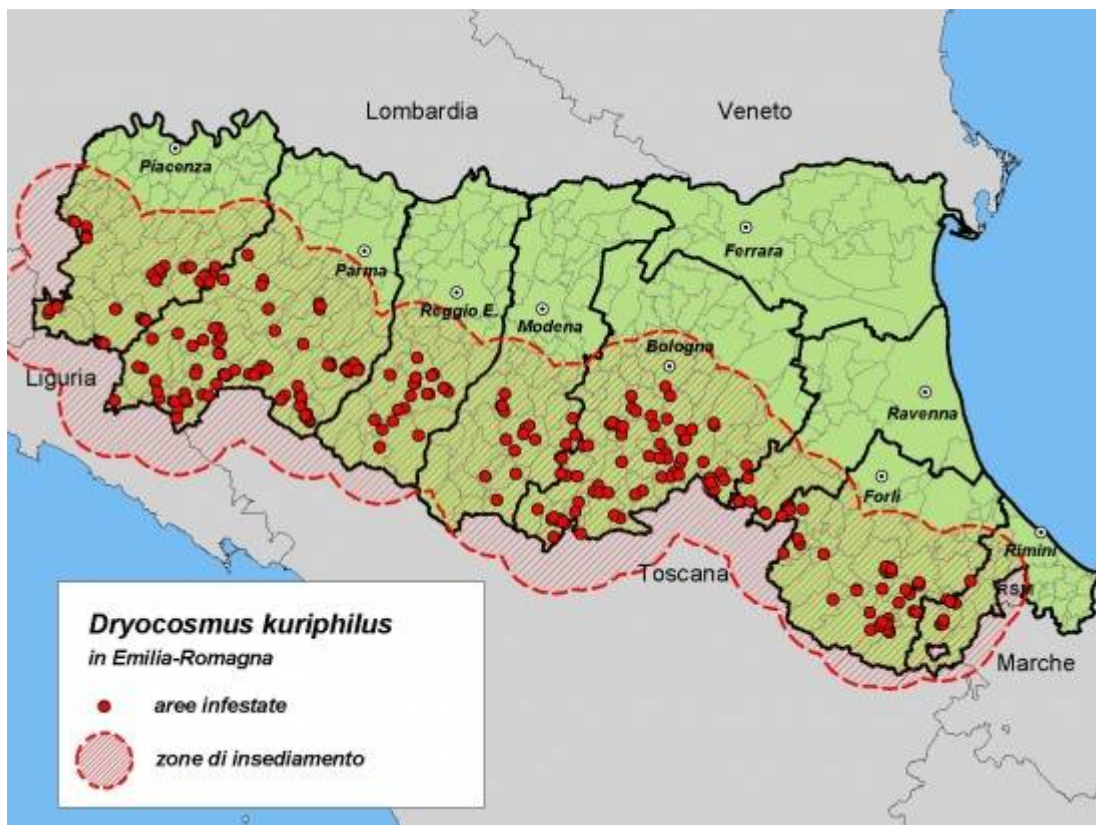 Lombardia
Veneto
Piacenza
Ferrara
Parma
Reggio E.
Modena
Bologna
Liguria
Ravenna
Forlì
Rimini
Toscana
RSM
Marche
Dryocosmus kuriphilus
in Emilia-Romagna
aree infestate
zone di insediamento